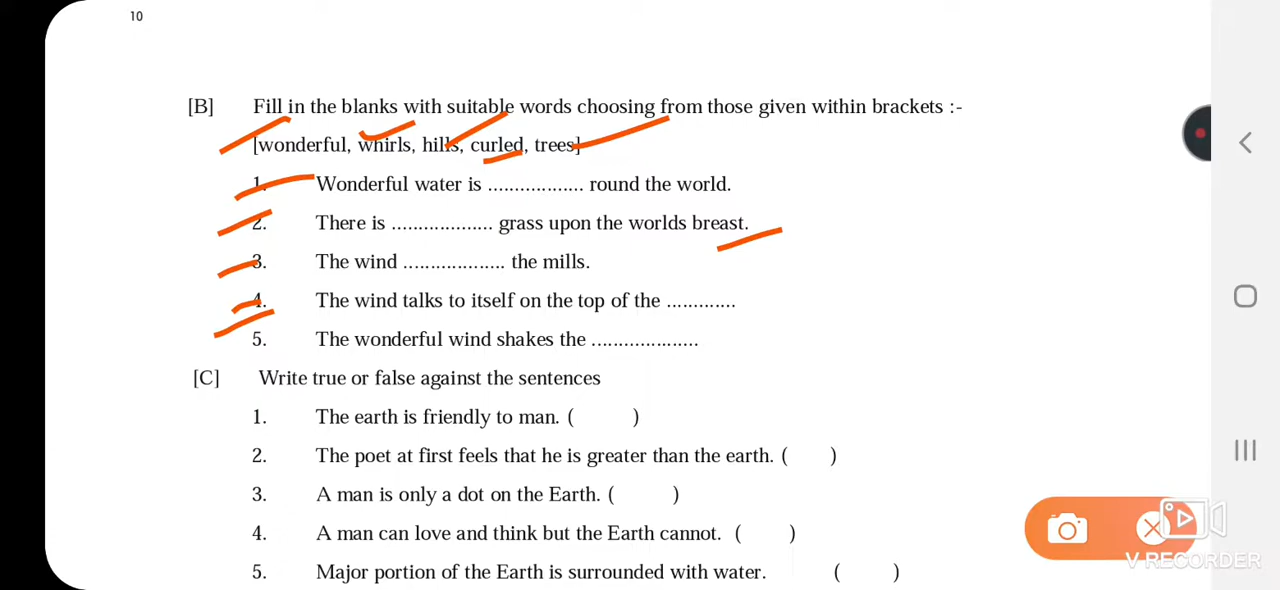 10
[B] Fill in the blanks with suitable words choosing from those given within brackets :-
[wonderful, whirls, hills, curled, trees]
1. Wonderful water is .................. round the world.
2. There is ................... grass upon the worlds breast.
3. The wind ................... the mills.
4. The wind talks to itself on the top of the .............
5. The wonderful wind shakes the ....................
[C] Write true or false against the sentences
1. The earth is friendly to man. ( )
2. The poet at first feels that he is greater than the earth. ( )
3. A man is only a dot on the Earth. ( )
4. A man can love and think but the Earth cannot. ( )
5. Major portion of the Earth is surrounded with water. ( )
V RECORDER